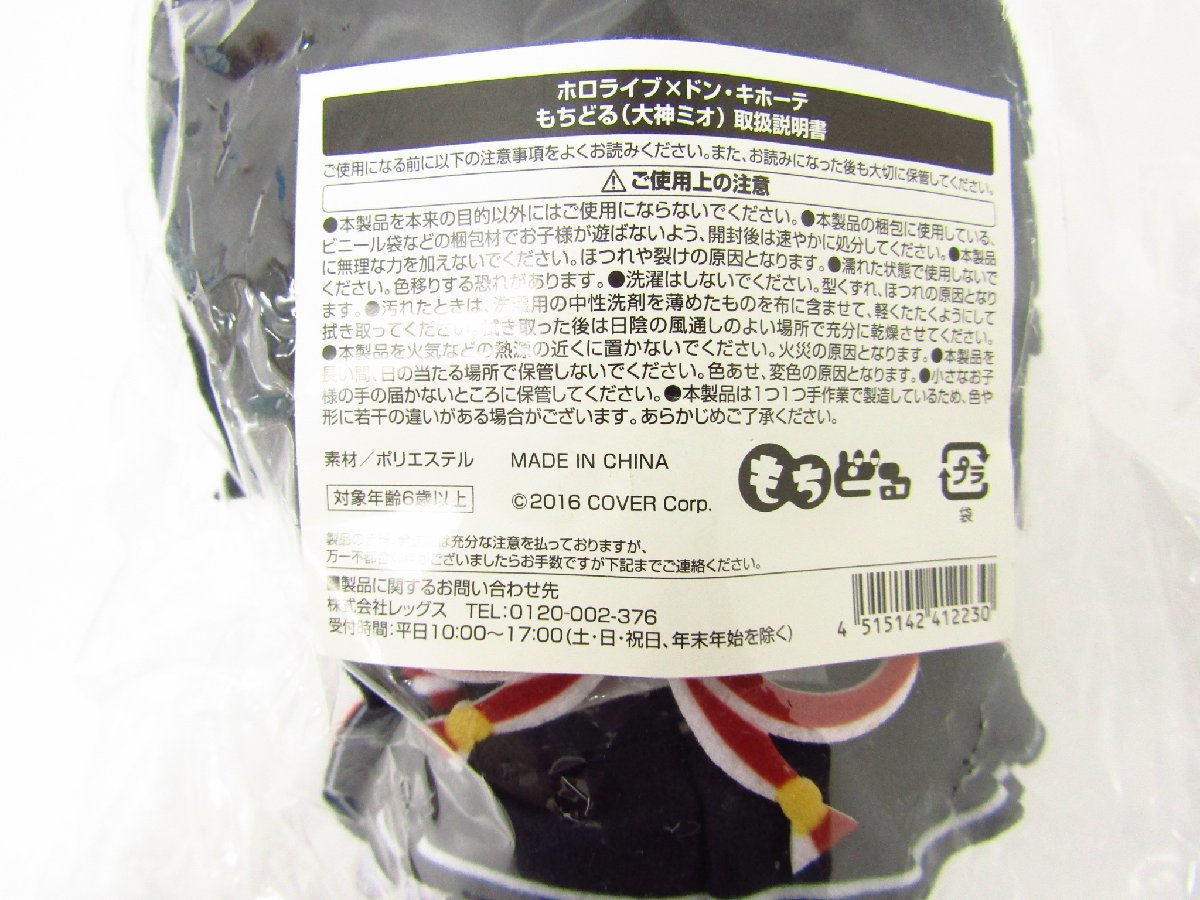 ホロライブ×ドン・キホーテ
もちどる(大神ミオ) 取扱説明書
ご使用になる前に以下の注意事項をよくお読みください。また、お読みになった後も大切に保管してください。
⚠ご使用上の注意
●本製品を本来の目的以外にはご使用にならないでください。●本製品の梱包に使用している、
ビニール袋などの梱包材でお子様が遊ばないよう、開封後は速やかに処分してください。●本製品
に無理な力を加えないでください。ほつれや裂けの原因となります。●濡れた状態で使用しないで
ください。色移りする恐れがあります。●洗濯はしないでください。型くずれ、ほつれの原因となり
ます。●汚れたときは、洗濯用の中性洗剤を薄めたものを布に含ませて、軽くたたくようにして
拭き取ってください。拭き取った後は日陰の風通しのよい場所で充分に乾燥させてください。
●本製品を火気などの熱源の近くに置かないでください。火災の原因となります。●本製品を
長い間、日の当たる場所で保管しないでください。色あせ、変色の原因となります。●小さなお子
様の手の届かないところに保管してください。●本製品は1つ1つ手作業で製造しているため、色や
形に若干の違いがある場合がございます。あらかじめご了承ください。
素材/ポリエステル MADE IN CHINA
対象年齢6歳以上 ©2016 COVER Corp.
もちどる
プラ
袋
製品の は充分な注意を払っておりますが、
万一不都合 ございましたらお手数ですが下記までご連絡ください。
■製品に関するお問い合わせ先
株式会社レッグス TEL:0120-002-376
受付時間:平日10:00〜17:00(土・日・祝日、年末年始を除く)
4 515142 412230